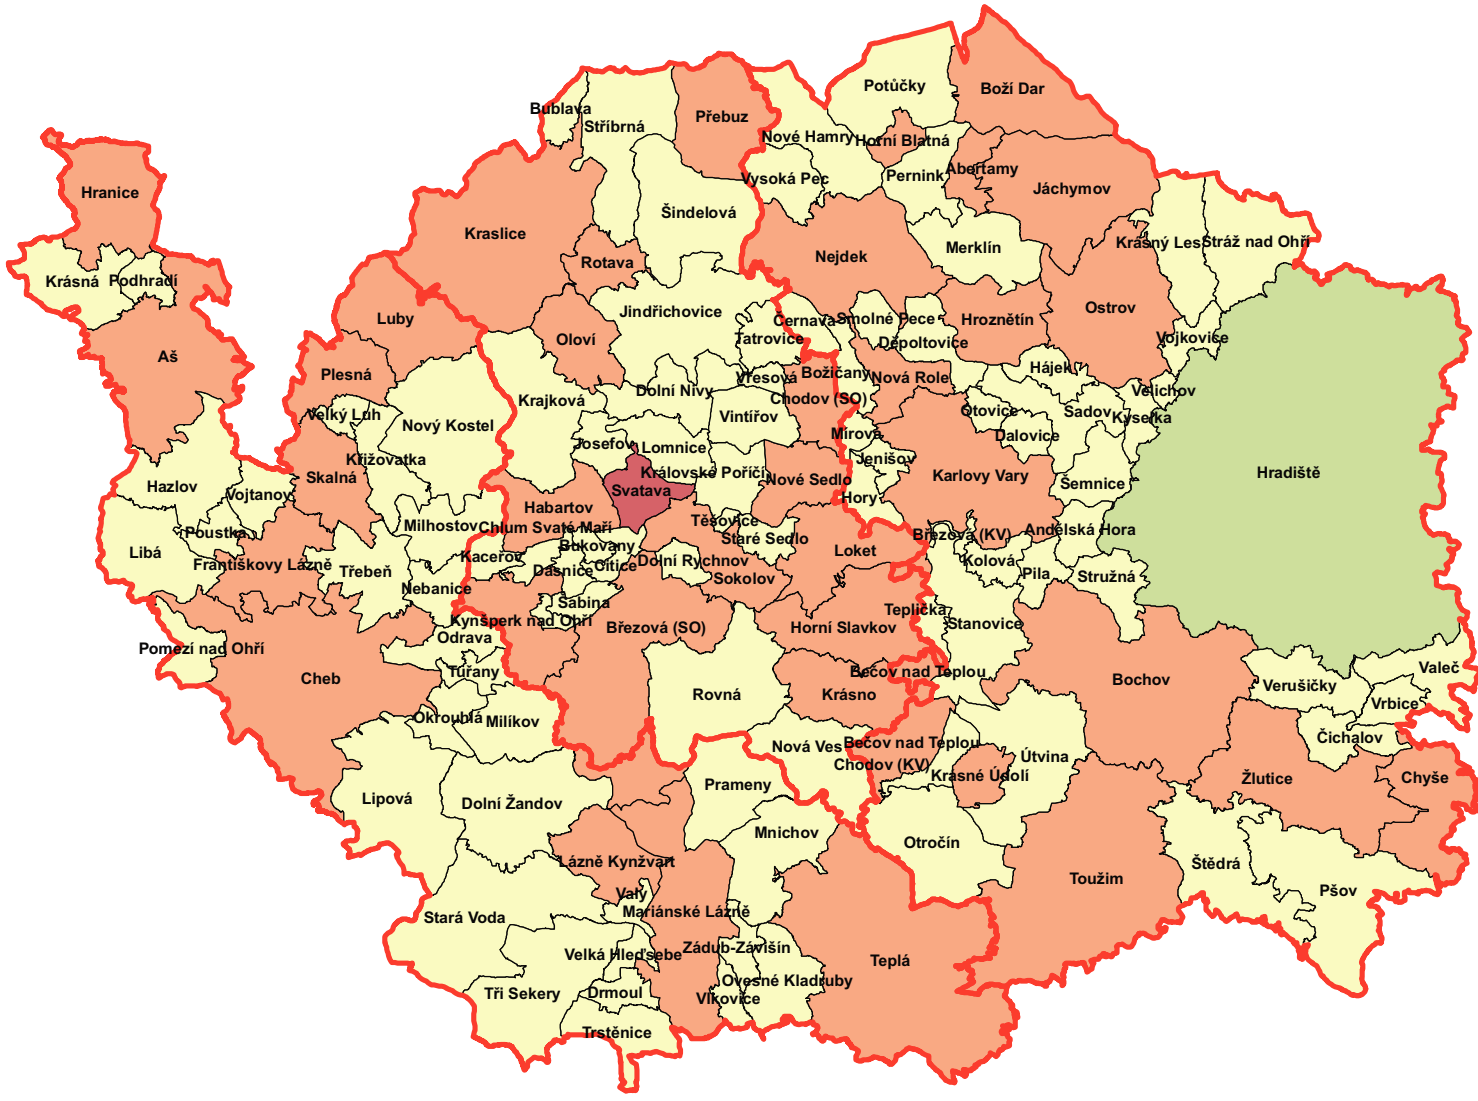 Potůčky
Boží Dar
Bublava
Stříbrná
Přebuz
Nové Hamry
Horní Blatná
Vysoká Pec
Pernink
Abertamy
Jáchymov
Hranice
Kraslice
Šindelová
Rotava
Nejdek
Merklín
Krásný Les
Stráž nad Ohří
Krásná
Podhradí
Luby
Jindřichovice
Oloví
Tatrovice
Černava
Smolné Pece
Děpoltovice
Hroznětín
Ostrov
Vojkovice
Aš
Plesná
Krajková
Dolní Nivy
Vřesová
Božičany
Chodov (SO)
Nová Role
Hájek
Velichov
Velký Luh
Nový Kostel
Vintířov
Otovice
Sadov
Kyselka
Dalovice
Josefov
Lomnice
Mírová
Jenišov
Křižovatka
Skalná
Hazlov
Vojtanov
Královské Poříčí
Svatava
Nové Sedlo
Hory
Karlovy Vary
Šemnice
Hradiště
Habartov
Milhostov
Chlum Svaté Maří
Těšovice
Staré Sedlo
Březová (KV)
Andělská Hora
Libá
Poustka
Františkovy Lázně
Třebeň
Kaceřov
Bukovany
Dasnice
Citice
Dolní Rychnov
Sokolov
Loket
Kolová
Pila
Stružná
Nebanice
Šabina
Kynšperk nad Ohří
Březová (SO)
Horní Slavkov
Teplička
Stanovice
Odrava
Pomezí nad Ohří
Cheb
Tuřany
Bečov nad Teplou
Bochov
Verušičky
Valeč
Rovná
Krásno
Vrbice
Okrouhlá
Milíkov
Nová Ves
Bečov nad Teplou
Chodov (KV)
Krásné Údolí
Útvina
Čichalov
Žlutice
Chyše
Lipová
Dolní Žandov
Prameny
Mnichov
Otročín
Lázně Kynžvart
Valy
Toužim
Štědrá
Pšov
Stará Voda
Mariánské Lázně
Velká Hleďsebe
Zádub-Závišín
Teplá
Tři Sekery
Drmoul
Vlkovice
Ovesné Kladruby
Trstěnice